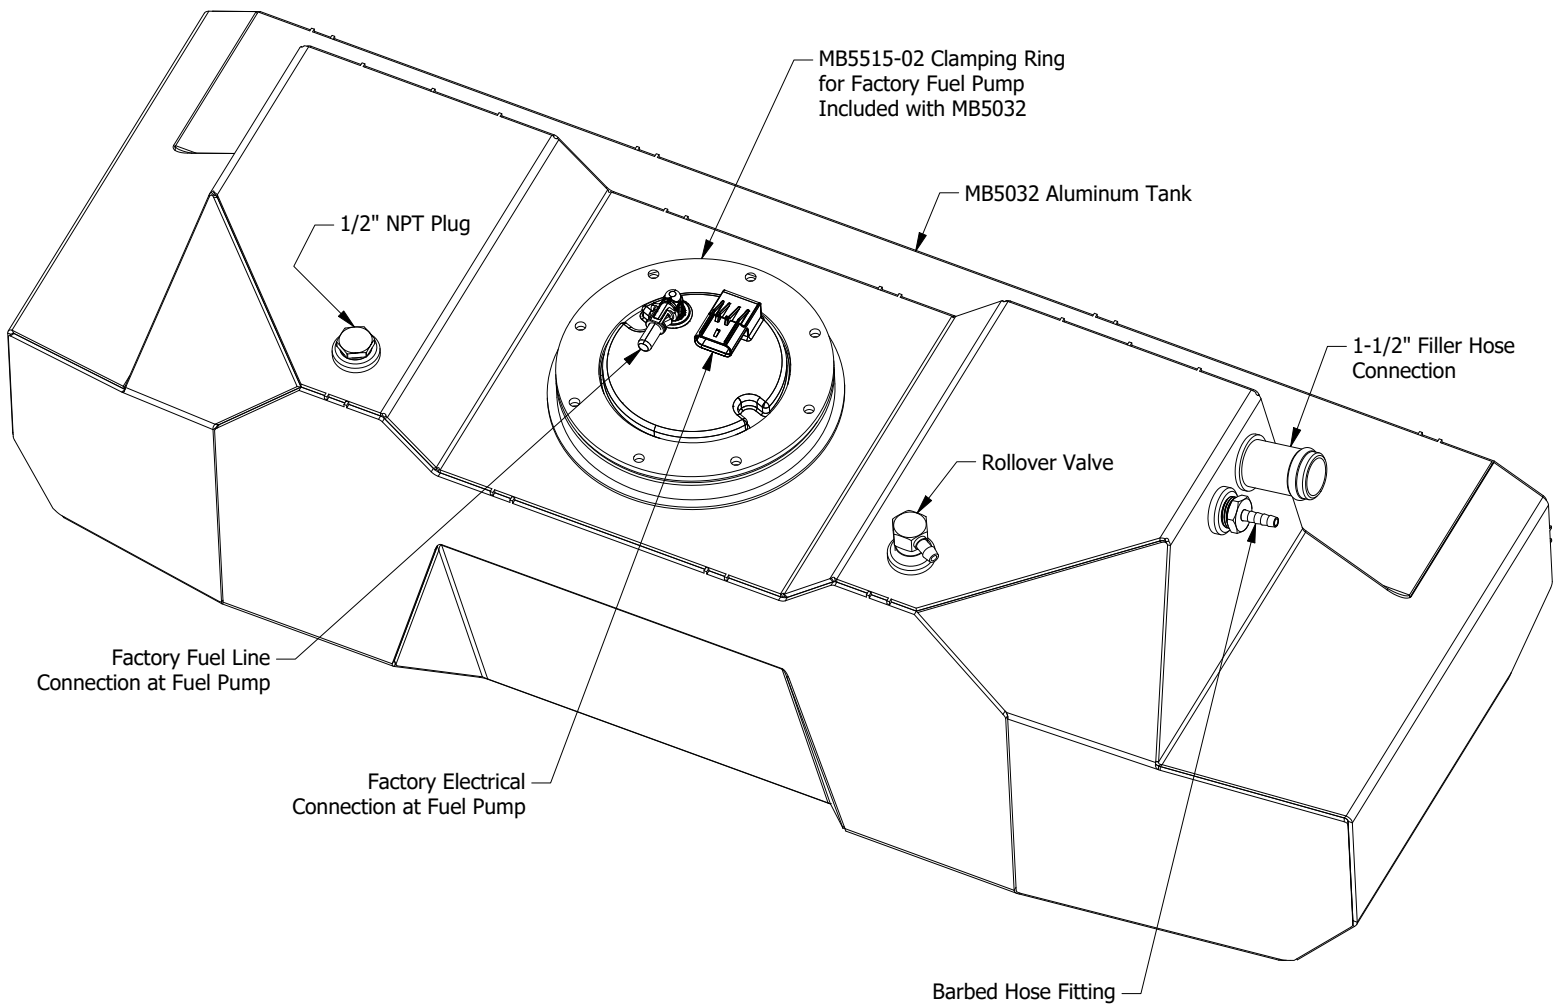 MB5515-02 Clamping Ring
for Factory Fuel Pump
Included with MB5032
MB5032 Aluminum Tank
1/2" NPT Plug
1-1/2" Filler Hose
Connection
Rollover Valve
Factory Fuel Line
Connection at Fuel Pump
Factory Electrical
Connection at Fuel Pump
Barbed Hose Fitting